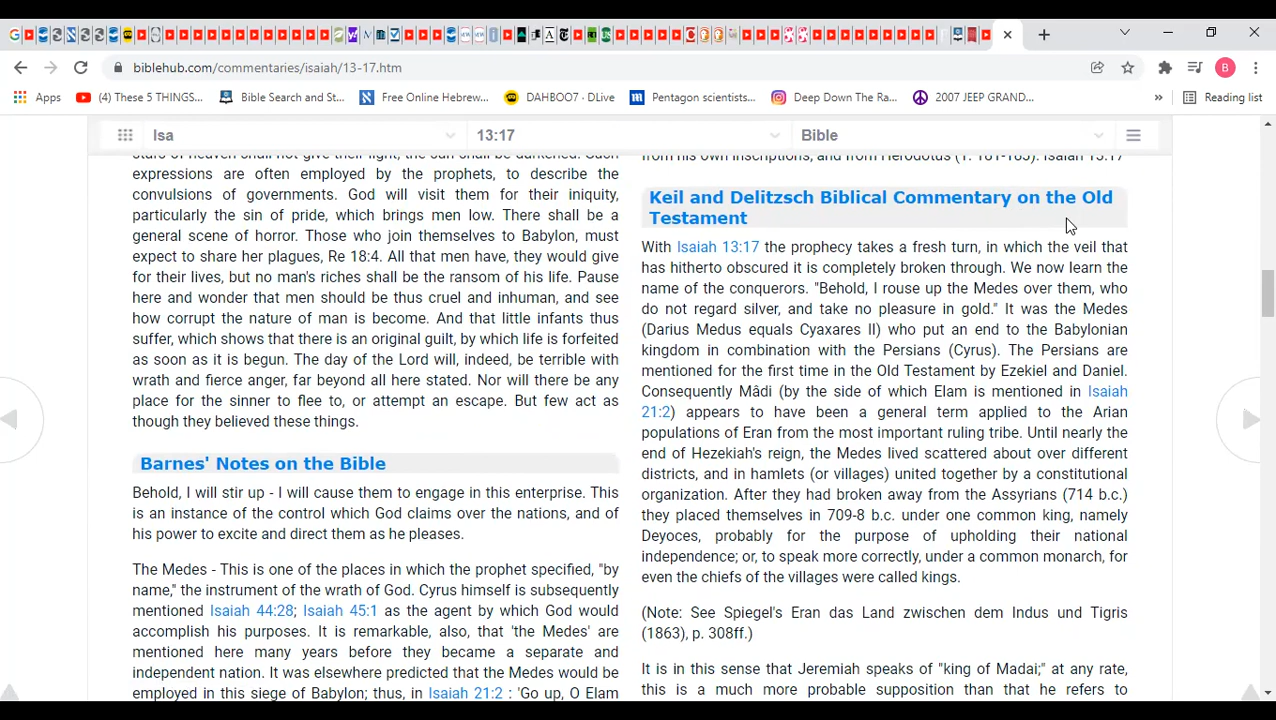 biblehub.com/commentaries/isaiah/13-17.htm
B
Apps
(4) These 5 THINGS...
Bible Search and St...
Free Online Hebrew...
DAHBOO7 - DLive
Pentagon scientists...
Deep Down The Ra...
2007 JEEP GRAND...
»
Reading list
Isa
13:17
Bible
stars of heaven shall not give their light, the sun shall be darkened. Such
expressions are often employed by the prophets, to describe the
convulsions of governments. God will visit them for their iniquity,
particularly the sin of pride, which brings men low. There shall be a
general scene of horror. Those who join themselves to Babylon, must
expect to share her plagues, Re 18:4. All that men have, they would give
for their lives, but no man's riches shall be the ransom of his life. Pause
here and wonder that men should be thus cruel and inhuman, and see
how corrupt the nature of man is become. And that little infants thus
suffer, which shows that there is an original guilt, by which life is forfeited
as soon as it is begun. The day of the Lord will, indeed, be terrible with
wrath and fierce anger, far beyond all here stated. Nor will there be any
place for the sinner to flee to, or attempt an escape. But few act as
though they believed these things.
Barnes' Notes on the Bible
Behold, I will stir up - I will cause them to engage in this enterprise. This
is an instance of the control which God claims over the nations, and of
his power to excite and direct them as he pleases.
The Medes - This is one of the places in which the prophet specified, "by
name," the instrument of the wrath of God. Cyrus himself is subsequently
mentioned Isaiah 44:28; Isaiah 45:1 as the agent by which God would
accomplish his purposes. It is remarkable, also, that 'the Medes' are
mentioned here many years before they became a separate and
independent nation. It was elsewhere predicted that the Medes would be
employed in this siege of Babylon; thus, in Isaiah 21:2 : 'Go up, O Elam
from his own inscriptions, and from Herodotus (1. 181-183). Isaiah 13:17
Keil and Delitzsch Biblical Commentary on the Old
Testament
With Isaiah 13:17 the prophecy takes a fresh turn, in which the veil that
has hitherto obscured it is completely broken through. We now learn the
name of the conquerors. "Behold, I rouse up the Medes over them, who
do not regard silver, and take no pleasure in gold." It was the Medes
(Darius Medus equals Cyaxares II) who put an end to the Babylonian
kingdom in combination with the Persians (Cyrus). The Persians are
mentioned for the first time in the Old Testament by Ezekiel and Daniel.
Consequently Mâdi (by the side of which Elam is mentioned in Isaiah
21:2) appears to have been a general term applied to the Arian
populations of Eran from the most important ruling tribe. Until nearly the
end of Hezekiah's reign, the Medes lived scattered about over different
districts, and in hamlets (or villages) united together by a constitutional
organization. After they had broken away from the Assyrians (714 b.c.)
they placed themselves in 709-8 b.c. under one common king, namely
Deyoces, probably for the purpose of upholding their national
independence; or, to speak more correctly, under a common monarch, for
even the chiefs of the villages were called kings.
(Note: See Spiegel's Eran das Land zwischen dem Indus und Tigris
(1863), p. 308ff.)
It is in this sense that Jeremiah speaks of "king of Madai;" at any rate,
this is a much more probable supposition than that he refers to